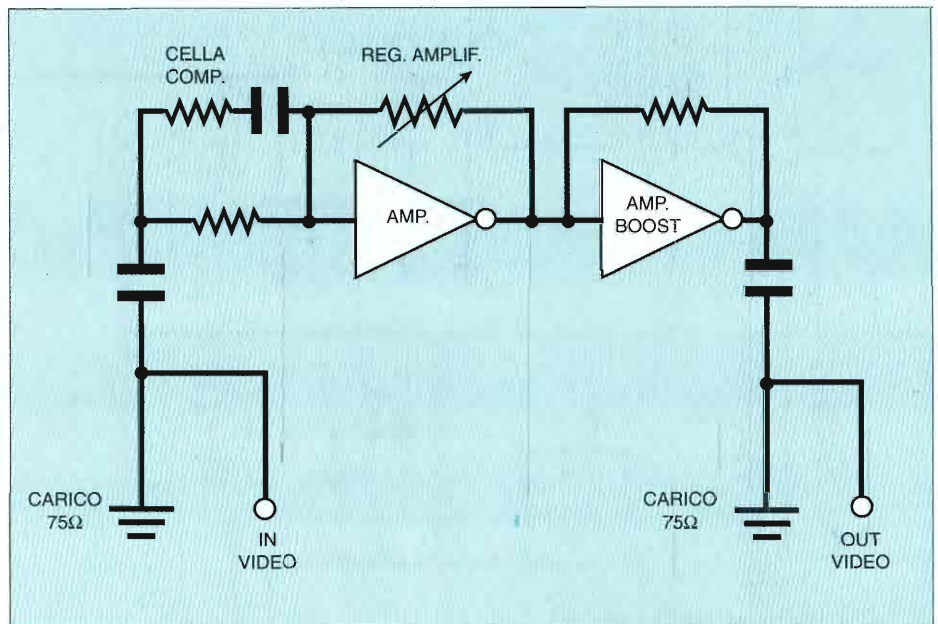 CELLA
COMP.
REG. AMPLIF.
AMP.
AMP.
BOOST
CARICO
75Ω
IN
VIDEO
CARICO
75Ω
OUT
VIDEO